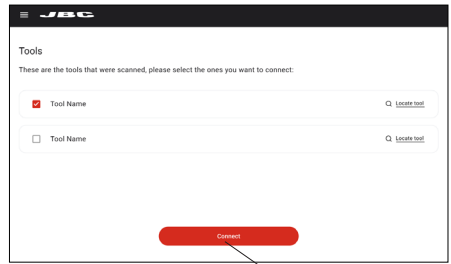 JBC
Tools
These are the tools that were scanned, please select the ones you want to connect:
Tool Name Locate tool
Tool Name Locate tool
Connect